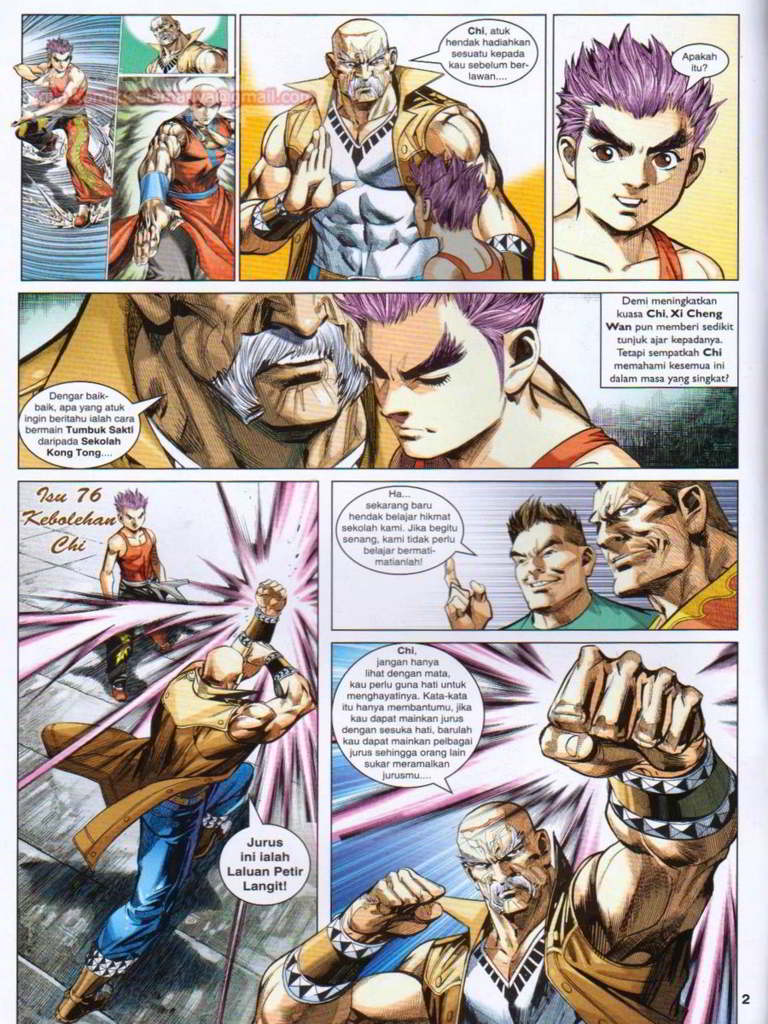 Chi, atuk
hendak hadiahkan
sesuatu kepada
kau sebelum ber-
lawan....
Apakah
itu?
Demi meningkatkan
kuasa Chi, Xi Cheng
Wan pun memberi sedikit
tunjuk ajar kepadanya.
Tetapi sempatkah Chi
memahami kesemua ini
dalam masa yang singkat?
Dengar baik-
baik, apa yang atuk
ingin beritahu ialah cara
bermain Tumbuk Sakti
daripada Sekolah
Kong Tong....
Isu 76
Kebolehan
Chi
Ha...
sekarang baru
hendak belajar hikmat
sekolah kami. Jika begitu
senang, kami tidak perlu
belajar bermati-
matianlah!
Chi,
jangan hanya
lihat dengan mata,
kau perlu guna hati untuk
menghayatinya. Kata-kata
itu hanya membantumu, jika
kau dapat mainkan jurus
dengan sesuka hati, barulah
kau dapat mainkan pelbagai
jurus sehingga orang lain
sukar meramalkan
jurusmu....
Jurus
ini ialah
Laluan Petir
Langit!
2